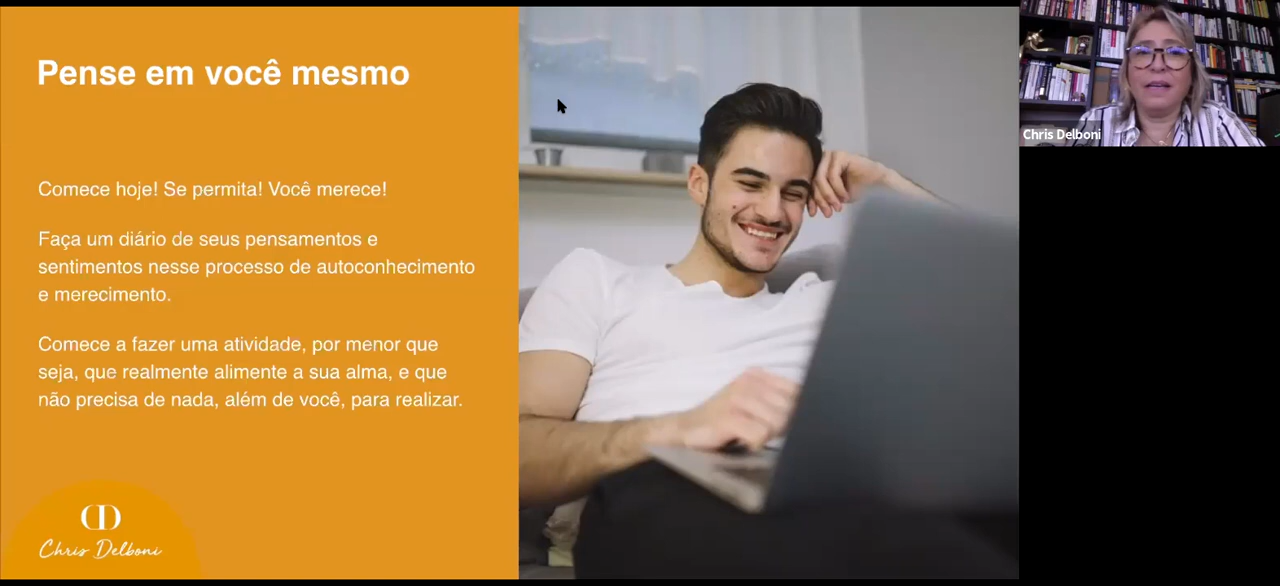 Pense em você mesmo
Comece hoje! Se permita! Você merece!
Faça um diário de seus pensamentos e
sentimentos nesse processo de autoconhecimento
e merecimento.
Comece a fazer uma atividade, por menor que
seja, que realmente alimente a sua alma, e que
não precisa de nada, além de você, para realizar.
CD
Chris Delboni
Chris Delboni